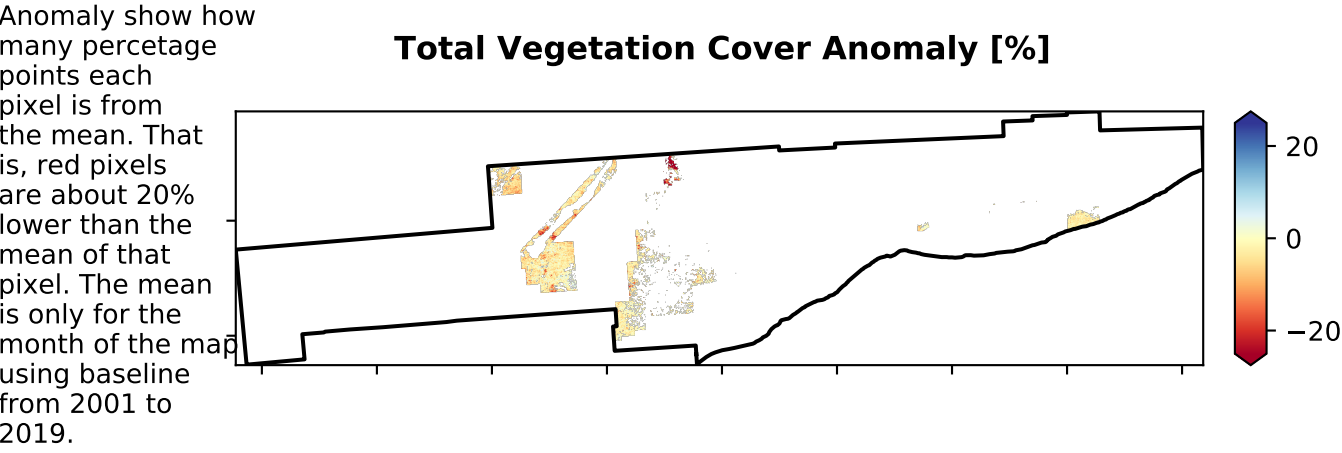 Anomaly show how
many percetage
points each
pixel is from
the mean. That
is, red pixels
are about 20%
lower than the
mean of that
pixel. The mean
is only for the
month of the map
using baseline
from 2001 to
2019.
Total Vegetation Cover Anomaly [%]
20
0
−20